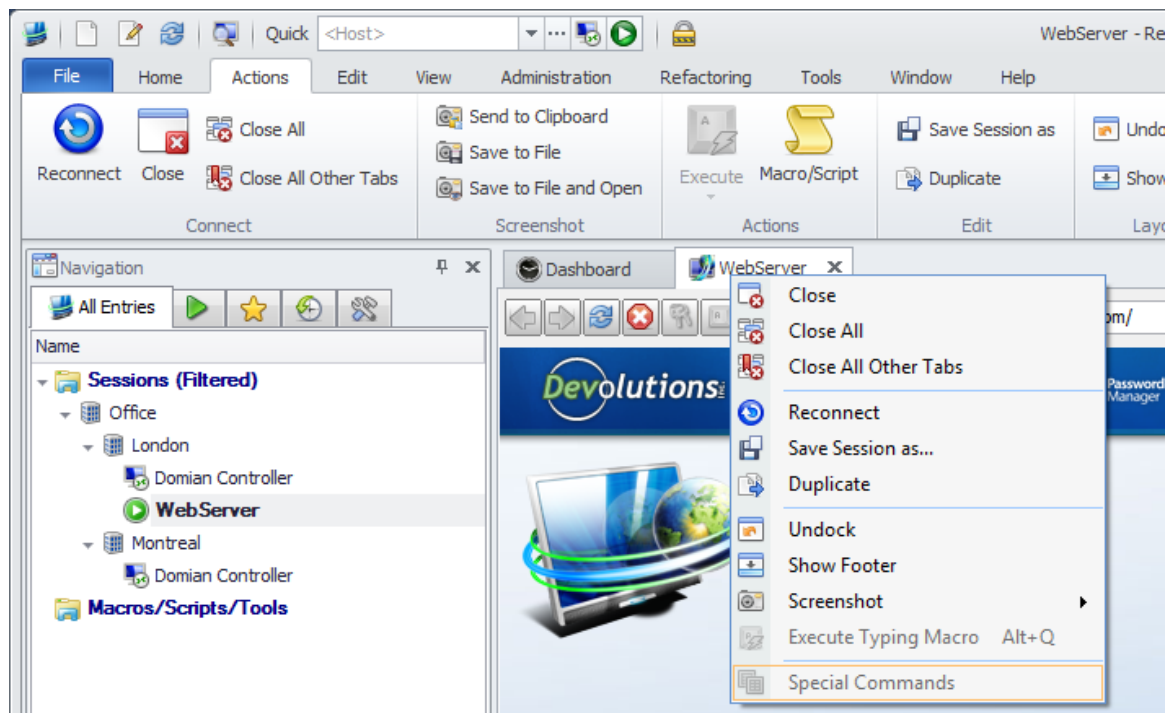 Quick <Host> WebServer - Re
File Home Actions Edit View Administration Refactoring Tools Window Help
Reconnect Close Close All Close All Other Tabs
Send to Clipboard
Save to File
Save to File and Open
Execute Macro/Script
Save Session as
Duplicate
Undo
Show
Connect Screenshot Actions Edit Layo
Navigation
All Entries
Name
Sessions (Filtered)
Office
London
Domian Controller
WebServer
Montreal
Domian Controller
Macros/Scripts/Tools
Dashboard WebServer
om/
Devolutions
Password
Manager
Close
Close All
Close All Other Tabs
Reconnect
Save Session as...
Duplicate
Undock
Show Footer
Screenshot
Execute Typing Macro Alt+Q
Special Commands